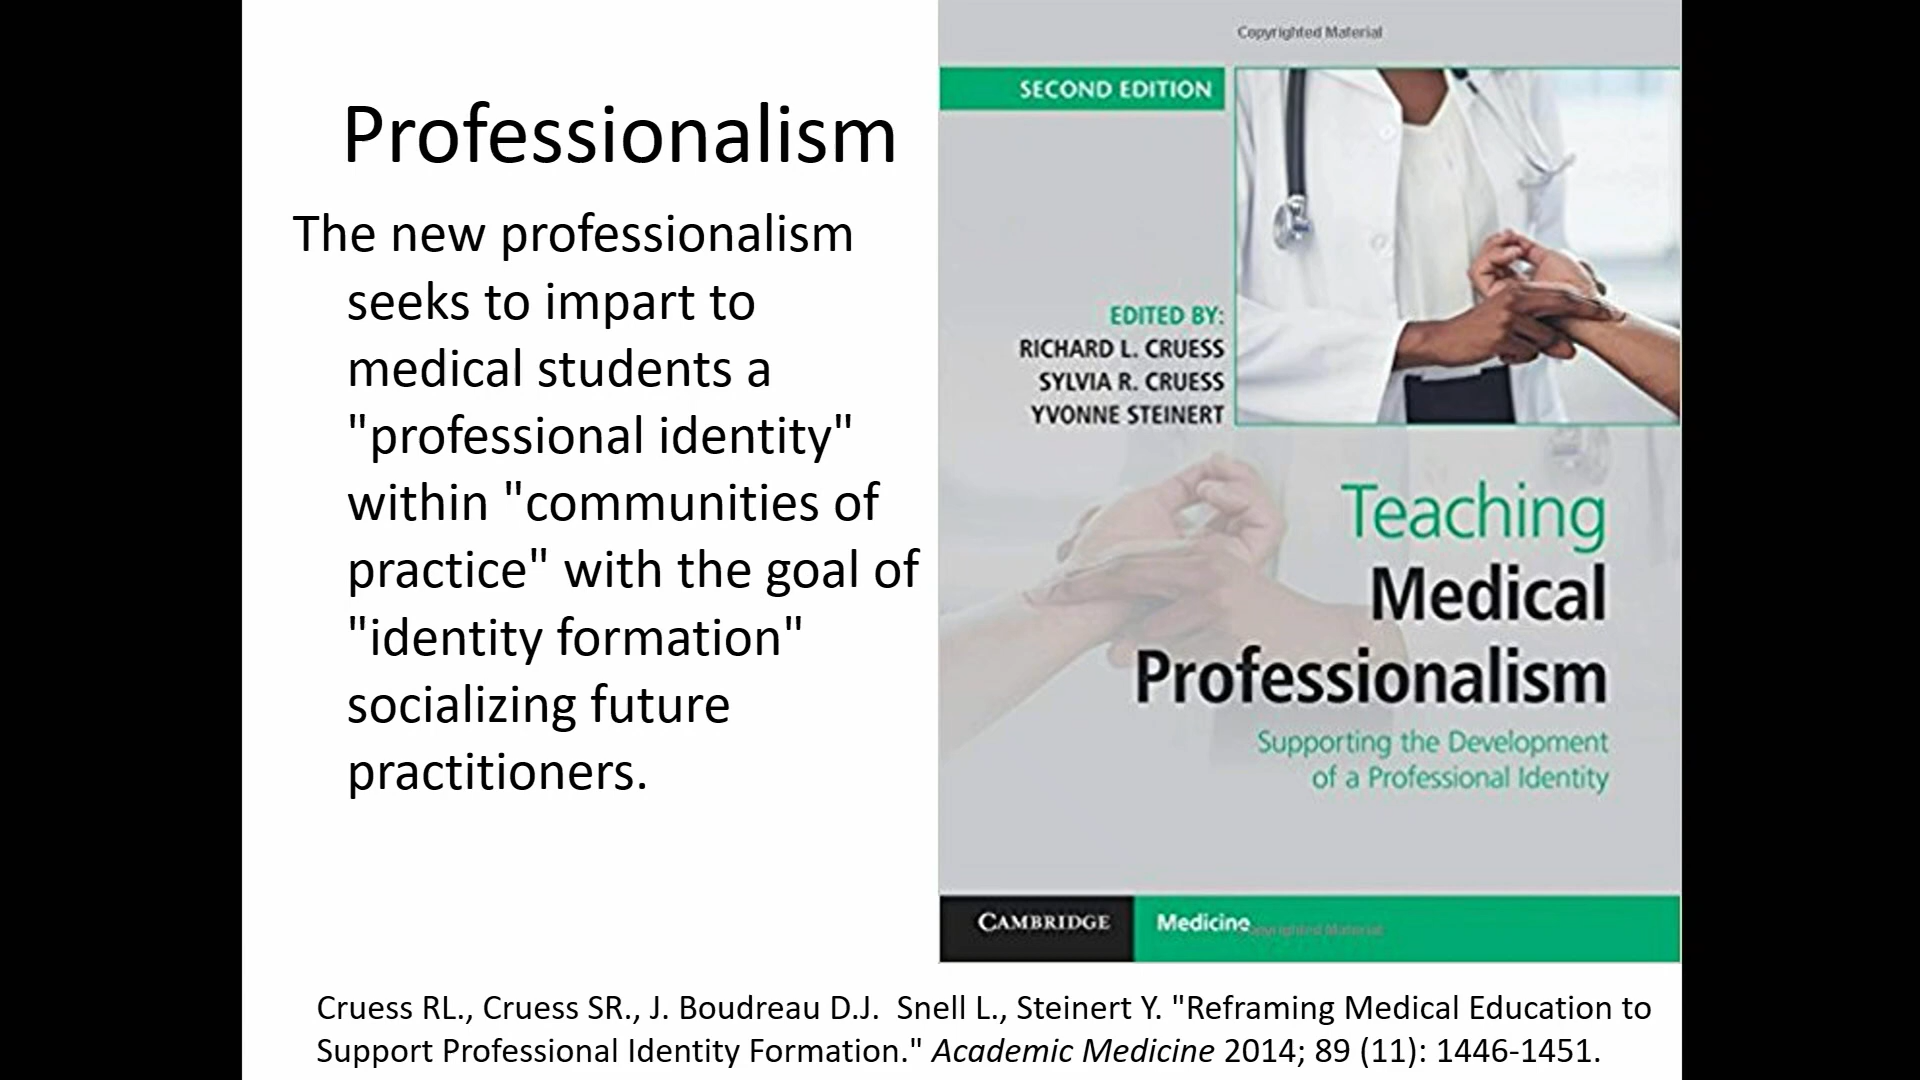 Professionalism
The new professionalism
seeks to impart to
medical students a
"professional identity"
within "communities of
practice" with the goal of
"identity formation"
socializing future
practitioners.
Copyrighted Material
SECOND EDITION
EDITED BY:
RICHARD L. CRUESS
SYLVIA R. CRUESS
YVONNE STEINERT
Teaching
Medical
Professionalism
Supporting the Development
of a Professional Identity
CAMBRIDGE
Medicine
Copyrighted Material
Cruess RL., Cruess SR., J. Boudreau D.J.  Snell L., Steinert Y. "Reframing Medical Education to
Support Professional Identity Formation." Academic Medicine 2014; 89 (11): 1446-1451.